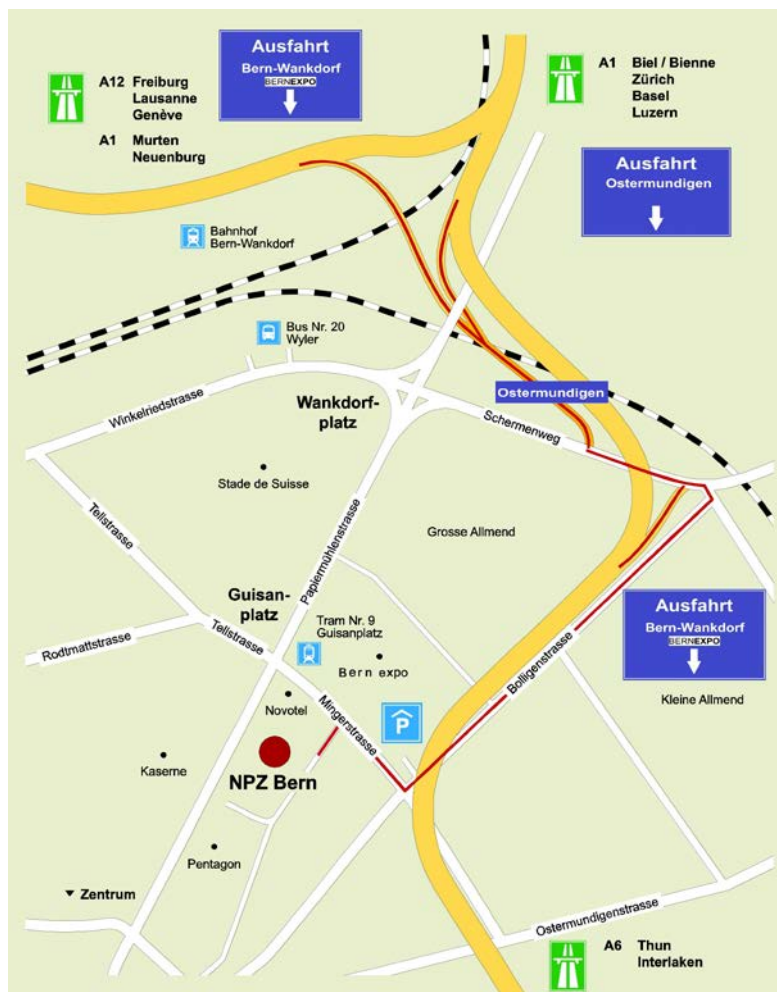 A12 Freiburg
Lausanne
Genève
A1 Murten
Neuenburg
Ausfahrt
Bern-Wankdorf
BERNEXPO
A1 Biel / Bienne
Zürich
Basel
Luzern
Ausfahrt
Ostermundigen
Bahnhof
Bern-Wankdorf
Bus Nr. 20
Wyler
Winkelriedstrasse
Wankdorf-
platz
Ostermundigen
Schermenweg
Stade de Suisse
Tellstrasse
Papiermühlenstrasse
Grosse Allmend
Guisan-
platz
Tram Nr. 9
Guisanplatz
Rodtmattstrasse
Tellstrasse
Bern expo
Bolligenstrasse
Ausfahrt
Bern-Wankdorf
BERNEXPO
Kleine Allmend
Novotel
Mingerstrasse
P
Kaserne
NPZ Bern
Pentagon
Zentrum
Ostermundigenstrasse
A6 Thun
Interlaken